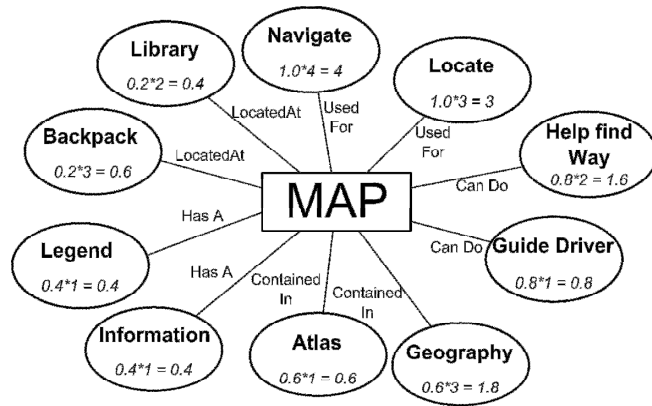 Library
0.2*2 = 0.4
Navigate
1.0*4 = 4
Locate
1.0*3 = 3
LocatedAt
Used
For
Used
For
Backpack
0.2*3 = 0.6
LocatedAt
Help find
Way
0.8*2 = 1.6
Can Do
MAP
Has A
Can Do
Legend
0.4*1 = 0.4
Guide Driver
0.8*1 = 0.8
Has A
Contained
In
Contained
In
Information
0.4*1 = 0.4
Atlas
0.6*1 = 0.6
Geography
0.6*3 = 1.8